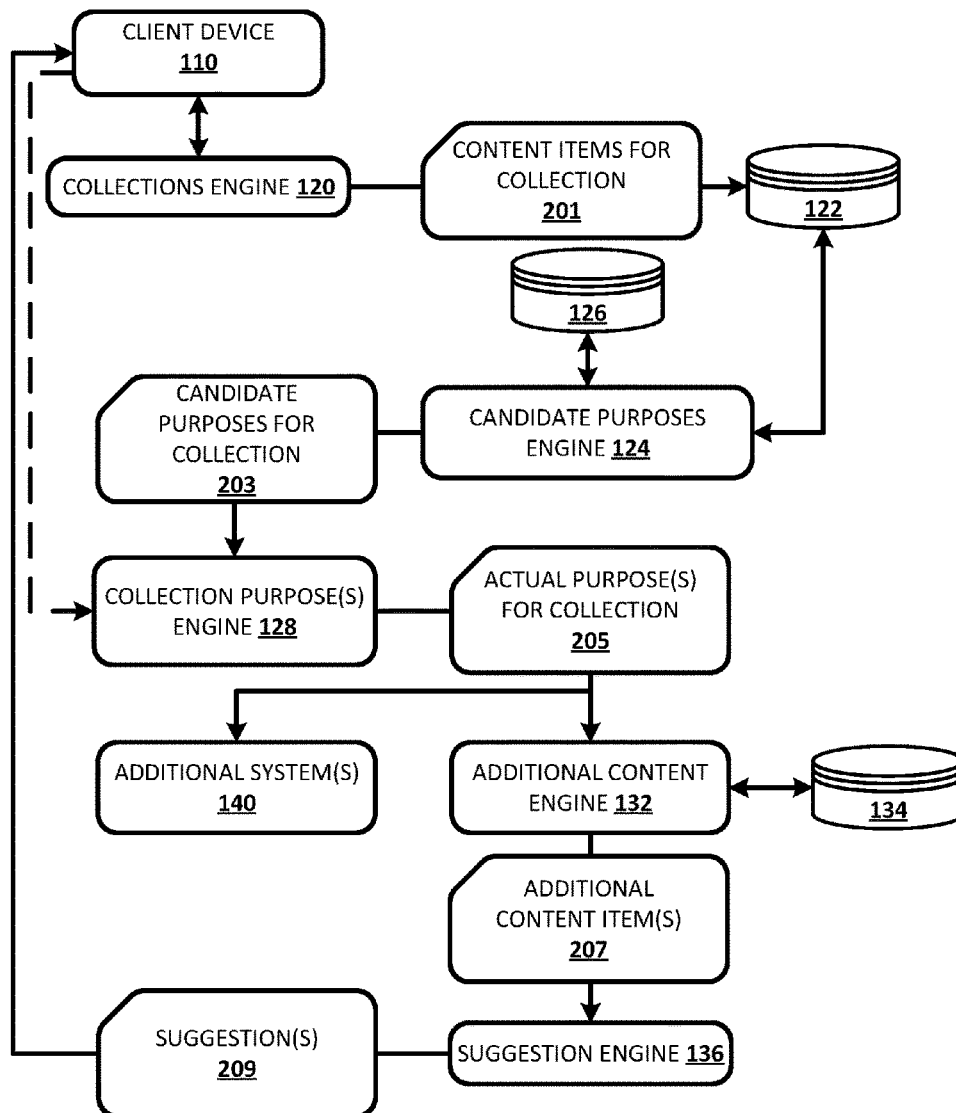 CLIENT DEVICE
110
COLLECTIONS ENGINE 120
CONTENT ITEMS FOR
COLLECTION
201
122
126
CANDIDATE
PURPOSES FOR
COLLECTION
203
CANDIDATE PURPOSES
ENGINE 124
COLLECTION PURPOSE(S)
ENGINE 128
ACTUAL PURPOSE(S)
FOR COLLECTION
205
ADDITIONAL SYSTEM(S)
140
ADDITIONAL CONTENT
ENGINE 132
134
ADDITIONAL
CONTENT ITEM(S)
207
SUGGESTION(S)
209
SUGGESTION ENGINE 136